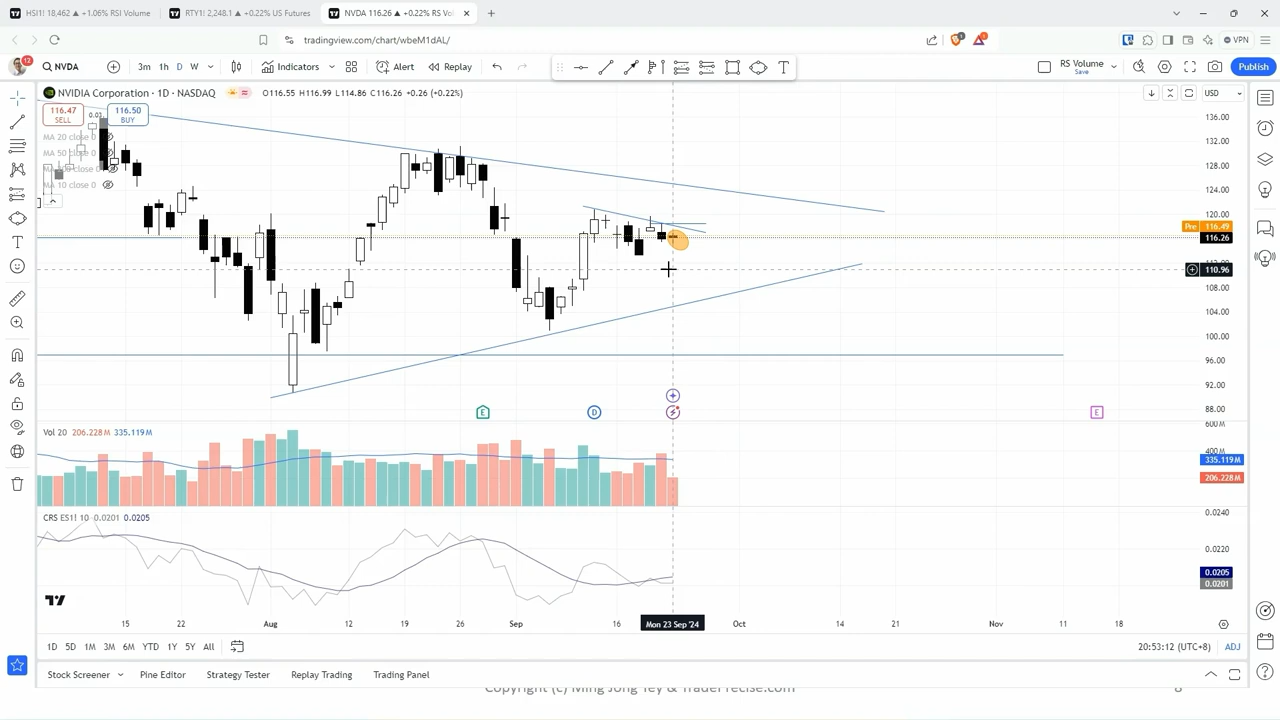 HSI1! 18,462 ▲ +1.06% RSI Volume
RTY1! 2,248.1 ▲ +0.22% US Futures
NVDA 116.26 ▲ +0.22% RS Vo
tradingview.com/chart/wbeM1dAL/
VPN
12
NVDA
3m 1h D W
Indicators
Alert
Replay
RS Volume
Save
Publish
NVIDIA Corporation · 1D · NASDAQ
O116.55 H116.99 L114.86 C116.26 +0.26 (+0.22%)
USD
116.47
SELL
0.03
116.50
BUY
MA 20 close 0
MA 50 close 0
close 0
MA 10 close 0
136.00
132.00
128.00
124.00
120.00
Pre 116.49
116.26
110.96
108.00
104.00
100.00
96.00
92.00
88.00
E
D
E
Vol 20 206.228M 335.119M
600M
400M
335.119M
206.228M
CRS ES1! 10 0.0201 0.0205
0.0240
0.0220
0.0205
0.0201
15 22 Aug 12 19 26 Sep 16 Mon 23 Sep '24 Oct 14 21 Nov 11 18
1D 5D 1M 3M 6M YTD 1Y 5Y All
20:53:12 (UTC+8) ADJ
Stock Screener
Pine Editor
Strategy Tester
Replay Trading
Trading Panel
Copyright (c) Ming Jong Tey & TradePrecise.com
8